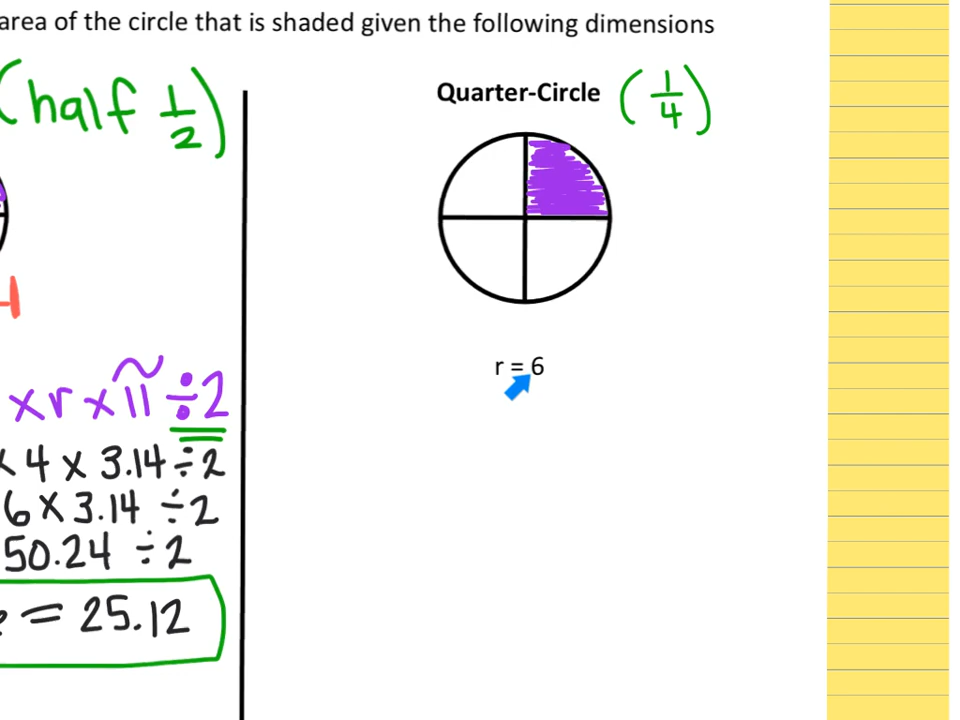 area of the circle that is shaded given the following dimensions
(half 1/2)
x r x π ÷ 2
x 4 x 3.14 ÷ 2
6 x 3.14 ÷ 2
50.24 ÷ 2
= 25.12
Quarter-Circle (1/4)
r = 6